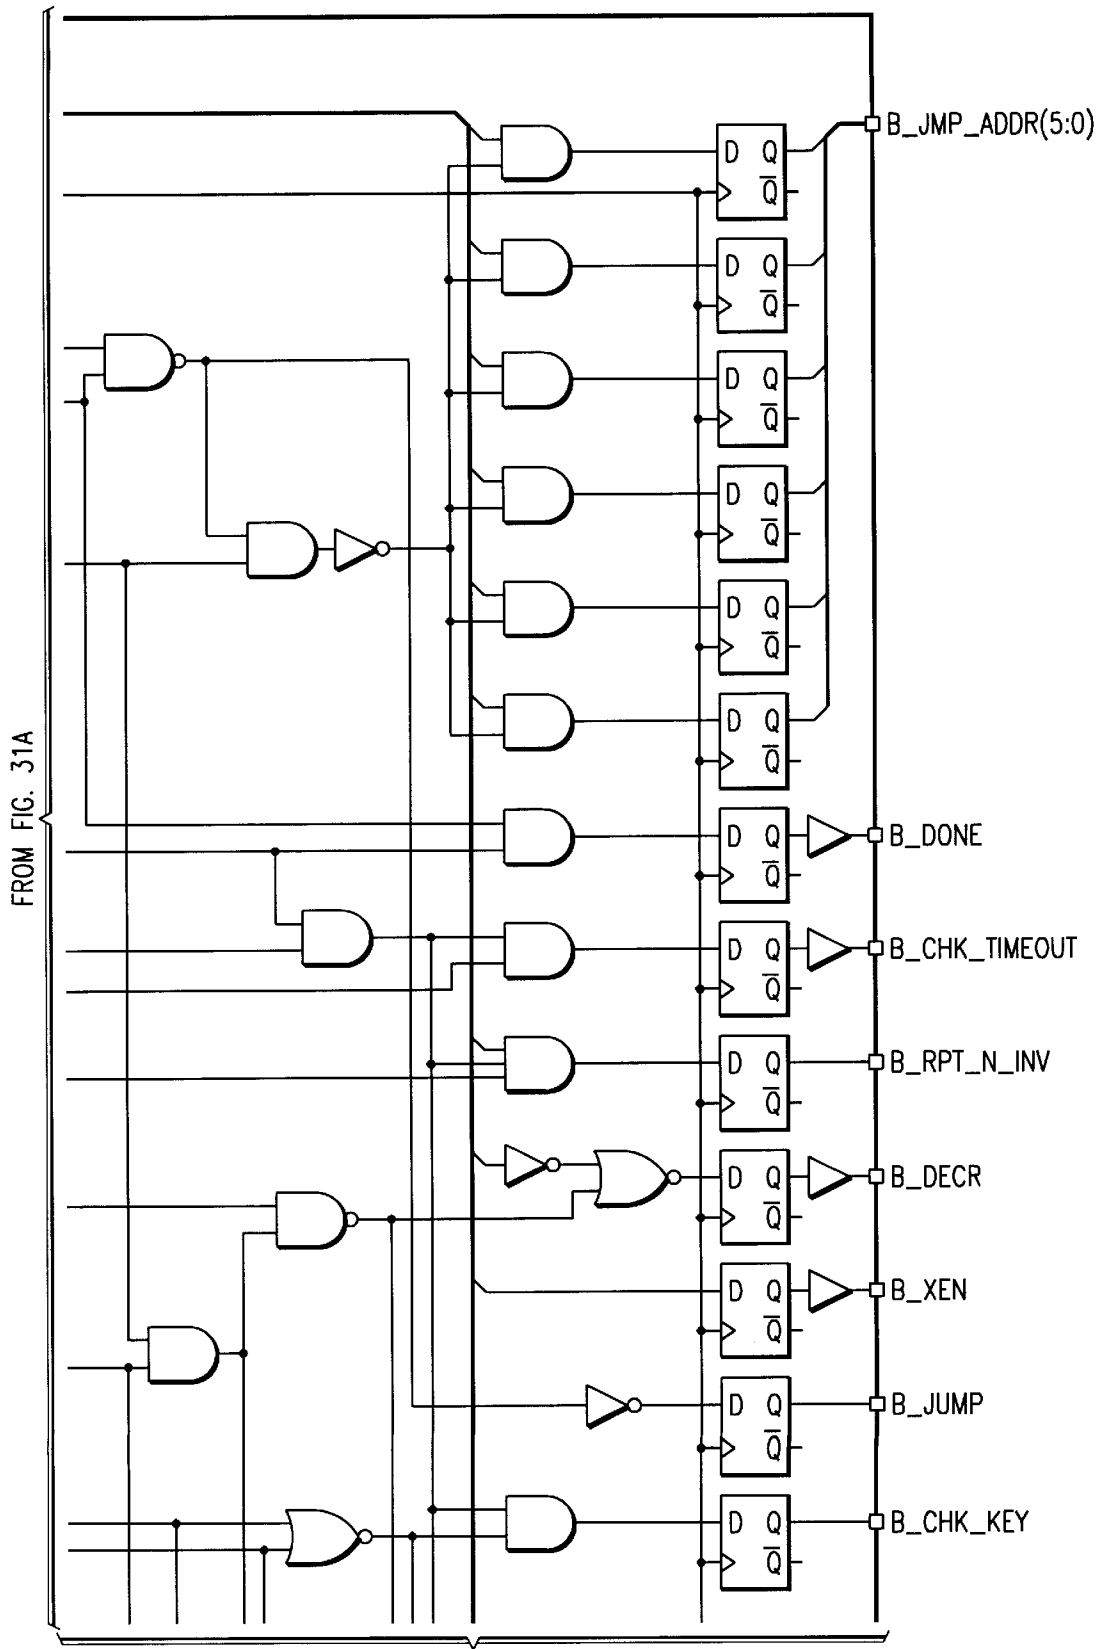 B_JMP_ADDR(5:0)
D Q
Q̅
D Q
Q̅
D Q
Q̅
D Q
Q̅
D Q
Q̅
D Q
Q̅
FROM FIG. 31A
D Q
Q̅
B_DONE
D Q
Q̅
B_CHK_TIMEOUT
D Q
Q̅
B_RPT_N_INV
D Q
Q̅
B_DECR
D Q
Q̅
B_XEN
D Q
Q̅
B_JUMP
D Q
Q̅
B_CHK_KEY